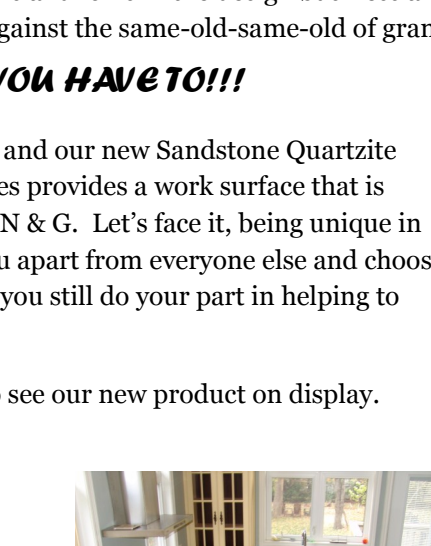 gainst the same-old-same-old of gran
YOU HAVE TO!!!
and our new Sandstone Quartzite
es provides a work surface that is
N & G. Let’s face it, being unique in
u apart from everyone else and choos
you still do your part in helping to
see our new product on display.